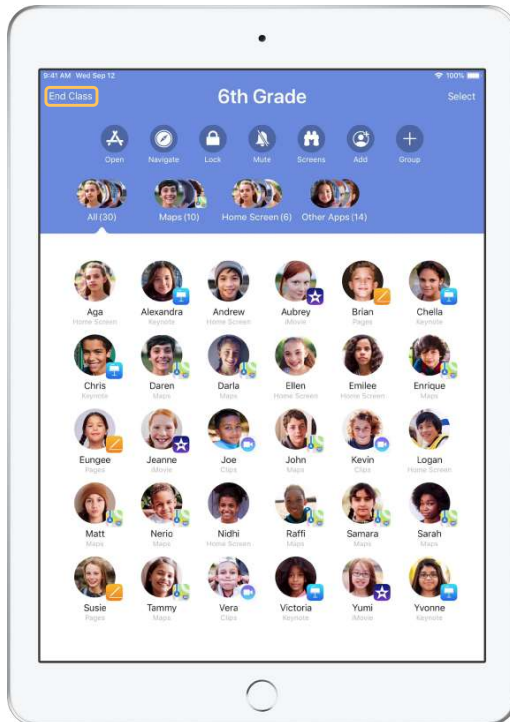 9:41 AM Wed Sep 12 100%
End Class 6th Grade Select
Open Navigate Lock Mute Screens Add Group
All (30) Maps (10) Home Screen (6) Other Apps (14)
Aga Alexandra Andrew Aubrey Brian Chella
Home Screen Keynote Home Screen iMovie Pages Keynote
Chris Daren Darla Ellen Emilee Enrique
Keynote Maps Maps Home Screen Home Screen Maps
Eungee Jeanne Joe John Kevin Logan
Pages iMovie Clips Maps Clips Home Screen
Matt Nerio Nidhi Raffi Samara Sarah
Maps Maps Home Screen Maps Maps Maps
Susie Tammy Vera Victoria Yumi Yvonne
Pages Maps Clips Keynote iMovie Keynote